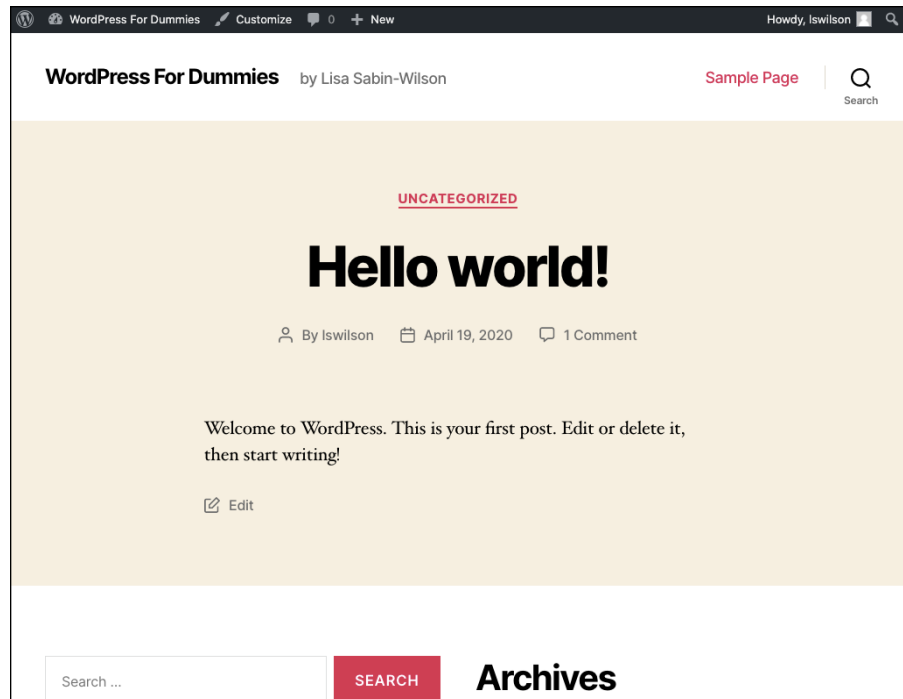 WordPress For Dummies Customize 0 New Howdy, lswilson
WordPress For Dummies by Lisa Sabin-Wilson Sample Page
Search
UNCATEGORIZED
Hello world!
By lswilson April 19, 2020 1 Comment
Welcome to WordPress. This is your first post. Edit or delete it,
then start writing!
Edit
Search ... SEARCH Archives